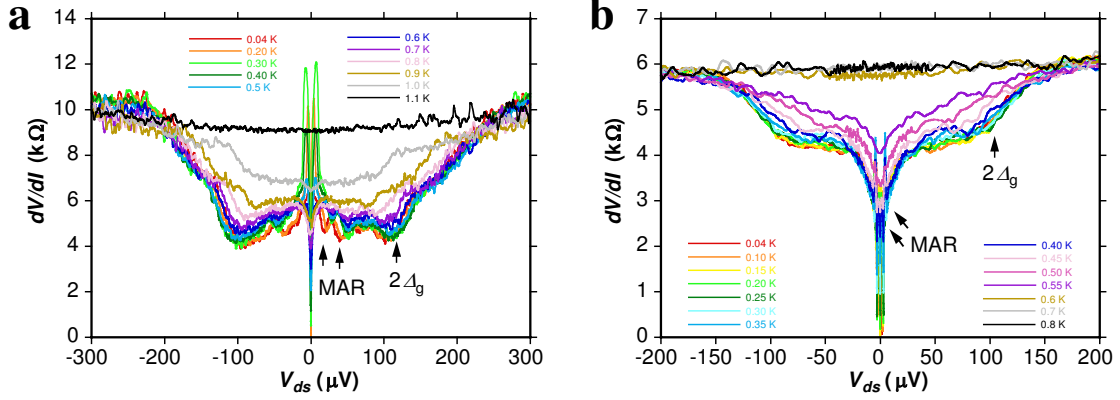 a
14
12
10
8
6
4
2
0
dV/dI (kΩ)
0.04 K
0.20 K
0.30 K
0.40 K
0.5 K
0.6 K
0.7 K
0.8 K
0.9 K
1.0 K
1.1 K
MAR
2Δg
-300 -200 -100 0 100 200 300
Vds (µV)
b
7
6
5
4
3
2
1
0
dV/dI (kΩ)
2Δg
MAR
0.04 K
0.10 K
0.15 K
0.20 K
0.25 K
0.30 K
0.35 K
0.40 K
0.45 K
0.50 K
0.55 K
0.6 K
0.7 K
0.8 K
-200 -150 -100 -50 0 50 100 150 200
Vds (µV)